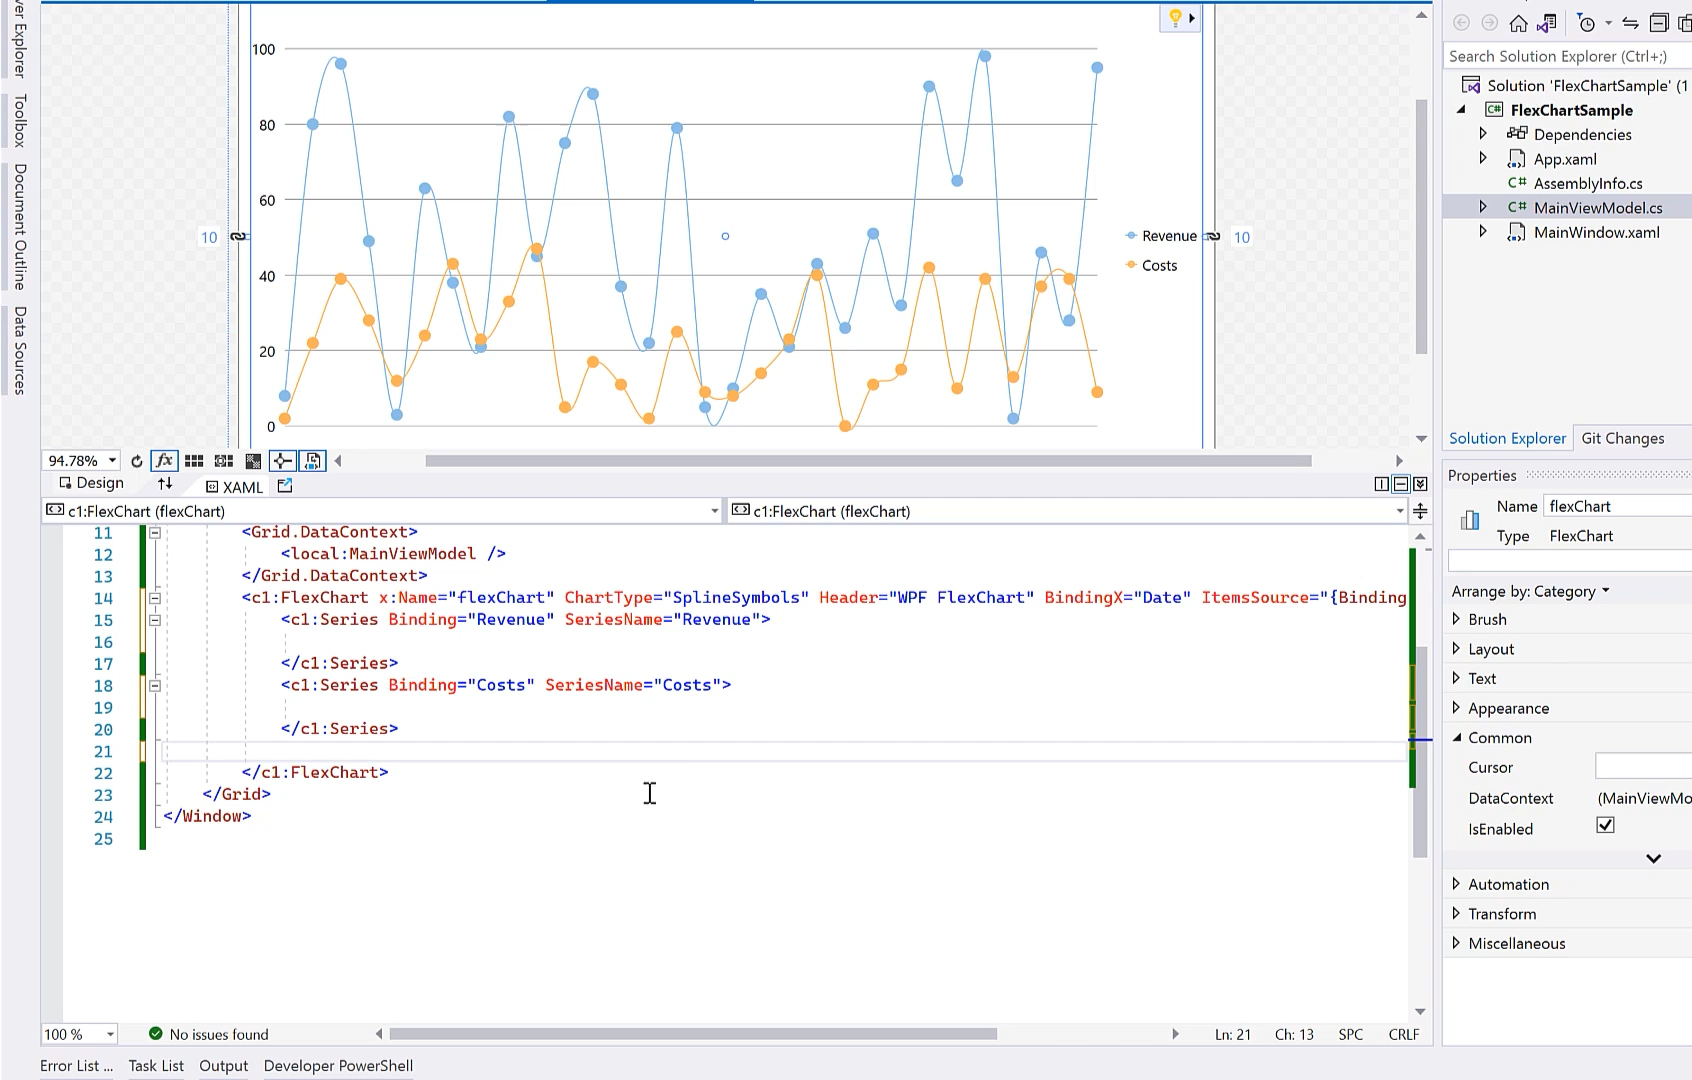 ver Explorer
Toolbox
Document Outline
Data Sources
100
80
60
40
20
0
10
10
Revenue
Costs
94.78%
fx
Design
XAML
c1:FlexChart (flexChart)
c1:FlexChart (flexChart)
11 <Grid.DataContext>
12 <local:MainViewModel />
13 </Grid.DataContext>
14 <c1:FlexChart x:Name="flexChart" ChartType="SplineSymbols" Header="WPF FlexChart" BindingX="Date" ItemsSource="{Binding
15 <c1:Series Binding="Revenue" SeriesName="Revenue">
16
17 </c1:Series>
18 <c1:Series Binding="Costs" SeriesName="Costs">
19
20 </c1:Series>
21
22 </c1:FlexChart>
23 </Grid>
24 </Window>
25
100 %
No issues found
Ln: 21
Ch: 13
SPC
CRLF
Error List ...
Task List
Output
Developer PowerShell
Search Solution Explorer (Ctrl+;)
Solution 'FlexChartSample' (1
C# FlexChartSample
Dependencies
App.xaml
C# AssemblyInfo.cs
C# MainViewModel.cs
MainWindow.xaml
Solution Explorer
Git Changes
Properties
Name flexChart
Type FlexChart
Arrange by: Category
Brush
Layout
Text
Appearance
Common
Cursor
DataContext (MainViewMo
IsEnabled
Automation
Transform
Miscellaneous